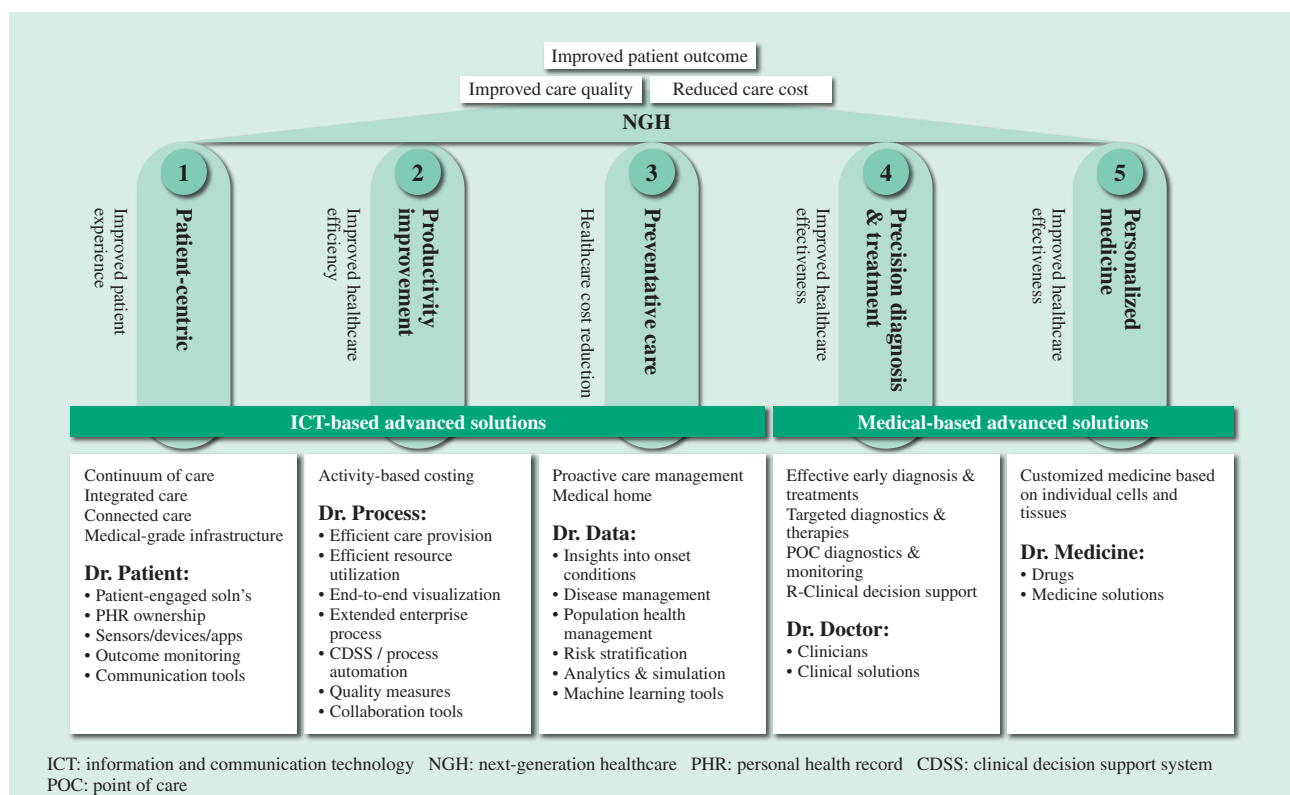 Improved patient outcome
Improved care quality
Reduced care cost
NGH
1
Patient-centric
Improved patient
experience
2
Productivity
improvement
Improved healthcare
efficiency
3
Preventative care
Healthcare cost reduction
4
Precision diagnosis
& treatment
Improved healthcare
effectiveness
5
Personalized
medicine
Improved healthcare
effectiveness
ICT-based advanced solutions
Medical-based advanced solutions
Continuum of care
Integrated care
Connected care
Medical-grade infrastructure
Dr. Patient:
• Patient-engaged soln's
• PHR ownership
• Sensors/devices/apps
• Outcome monitoring
• Communication tools
Activity-based costing
Dr. Process:
• Efficient care provision
• Efficient resource
utilization
• End-to-end visualization
• Extended enterprise
process
• CDSS / process
automation
• Quality measures
• Collaboration tools
Proactive care management
Medical home
Dr. Data:
• Insights into onset
conditions
• Disease management
• Population health
management
• Risk stratification
• Analytics & simulation
• Machine learning tools
Effective early diagnosis &
treatments
Targeted diagnostics &
therapies
POC diagnostics &
monitoring
R-Clinical decision support
Dr. Doctor:
• Clinicians
• Clinical solutions
Customized medicine based
on individual cells and
tissues
Dr. Medicine:
• Drugs
• Medicine solutions
ICT: information and communication technology NGH: next-generation healthcare PHR: personal health record CDSS: clinical decision support system
POC: point of care